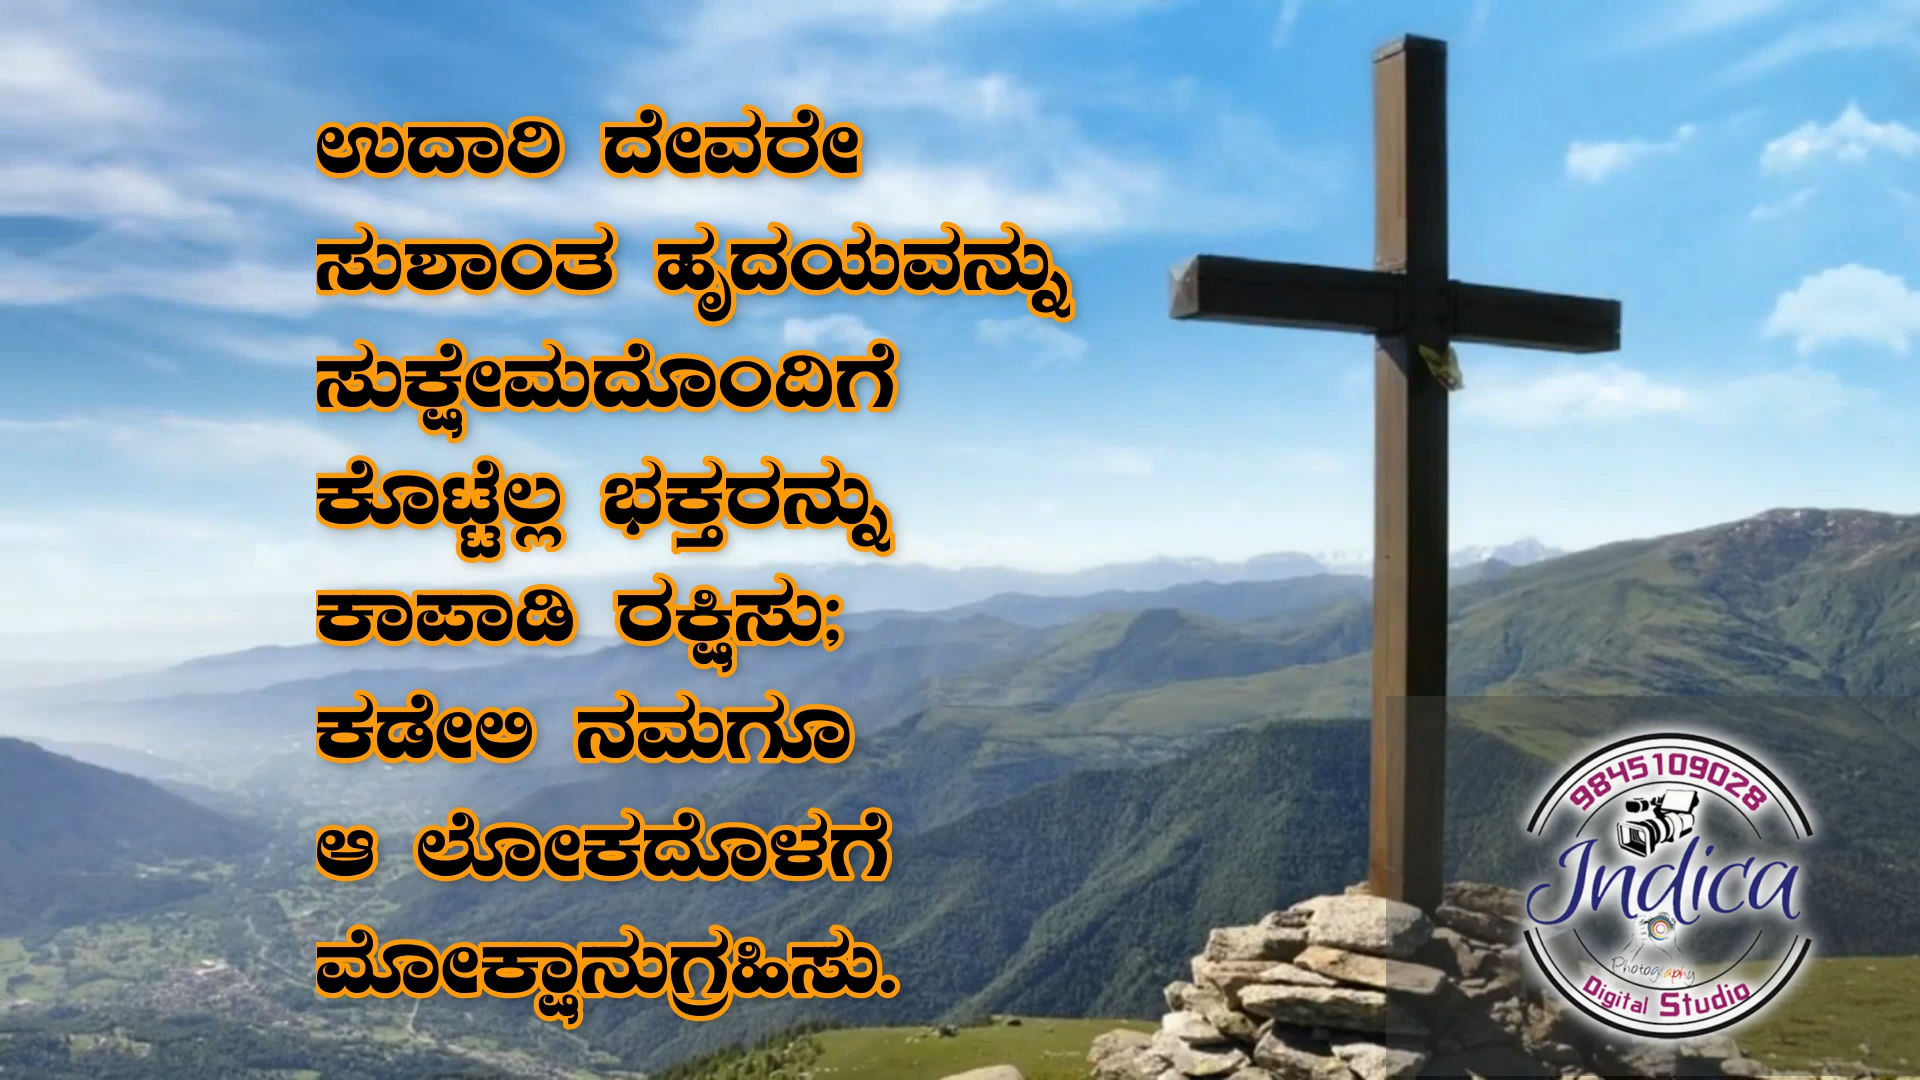 ಉದಾರಿ ದೇವರೇ
ಸುಶಾಂತ ಹೃದಯವನ್ನು
ಸುಕ್ಷೇಮದೊಂದಿಗೆ
ಕೊಟ್ಟೆಲ್ಲ ಭಕ್ತರನ್ನು
ಕಾಪಾಡಿ ರಕ್ಷಿಸು;
ಕಡೇಲಿ ನಮಗೂ
ಆ ಲೋಕದೊಳಗೆ
ಮೋಕ್ಷಾನುಗ್ರಹಿಸು.
9845109028
Indica
Photography
Digital Studio